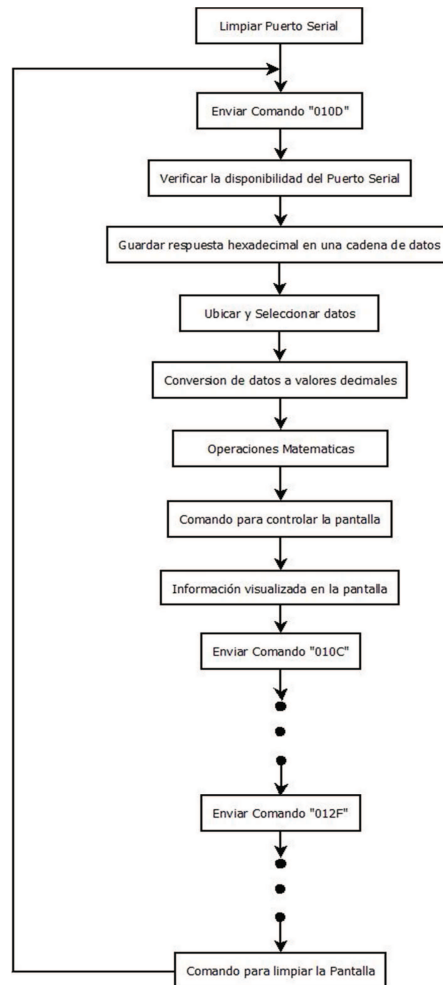 Limpiar Puerto Serial
Enviar Comando "010D"
Verificar la disponibilidad del Puerto Serial
Guardar respuesta hexadecimal en una cadena de datos
Ubicar y Seleccionar datos
Conversion de datos a valores decimales
Operaciones Matematicas
Comando para controlar la pantalla
Información visualizada en la pantalla
Enviar Comando "010C"
Enviar Comando "012F"
Comando para limpiar la Pantalla